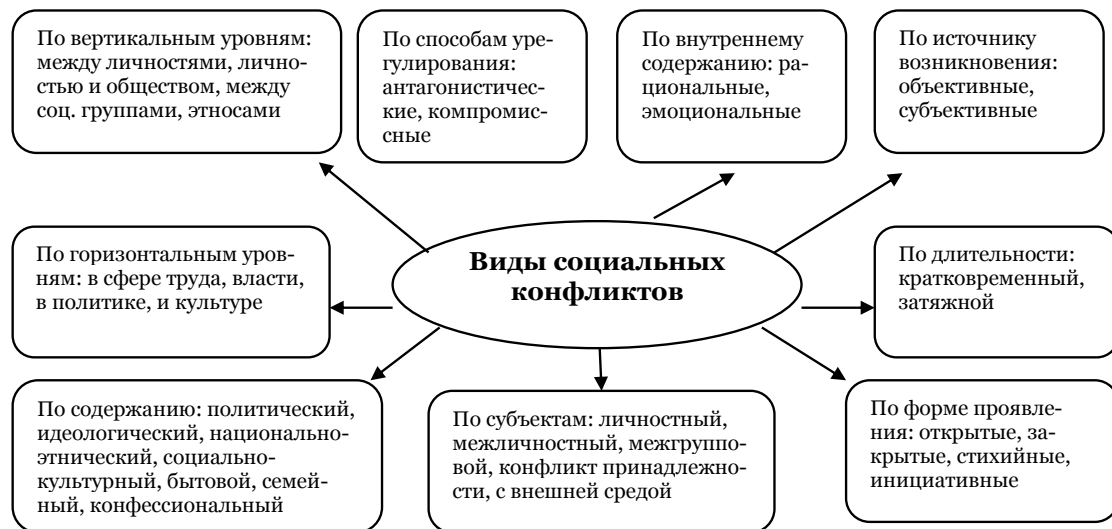 По вертикальным уровням:
между личностями, лично-
стью и обществом, между
соц. группами, этносами
По способам уре-
гулирования:
антагонистичес-
кие, компромис-
сные
По внутреннему
содержанию: ра-
циональные,
эмоциональные
По источнику
возникновения:
объективные,
субъективные
По горизонтальным уров-
ням: в сфере труда, власти,
в политике, и культуре
Виды социальных
конфликтов
По длительности:
кратковременный,
затяжной
По содержанию: политический,
идеологический, национально-
этнический, социально-
культурный, бытовой, семей-
ный, конфессиональный
По субъектам: личностный,
межличностный, межгруппо-
вой, конфликт принадлежно-
сти, с внешней средой
По форме проявле-
ния: открытые, за-
крытые, стихийные,
инициативные